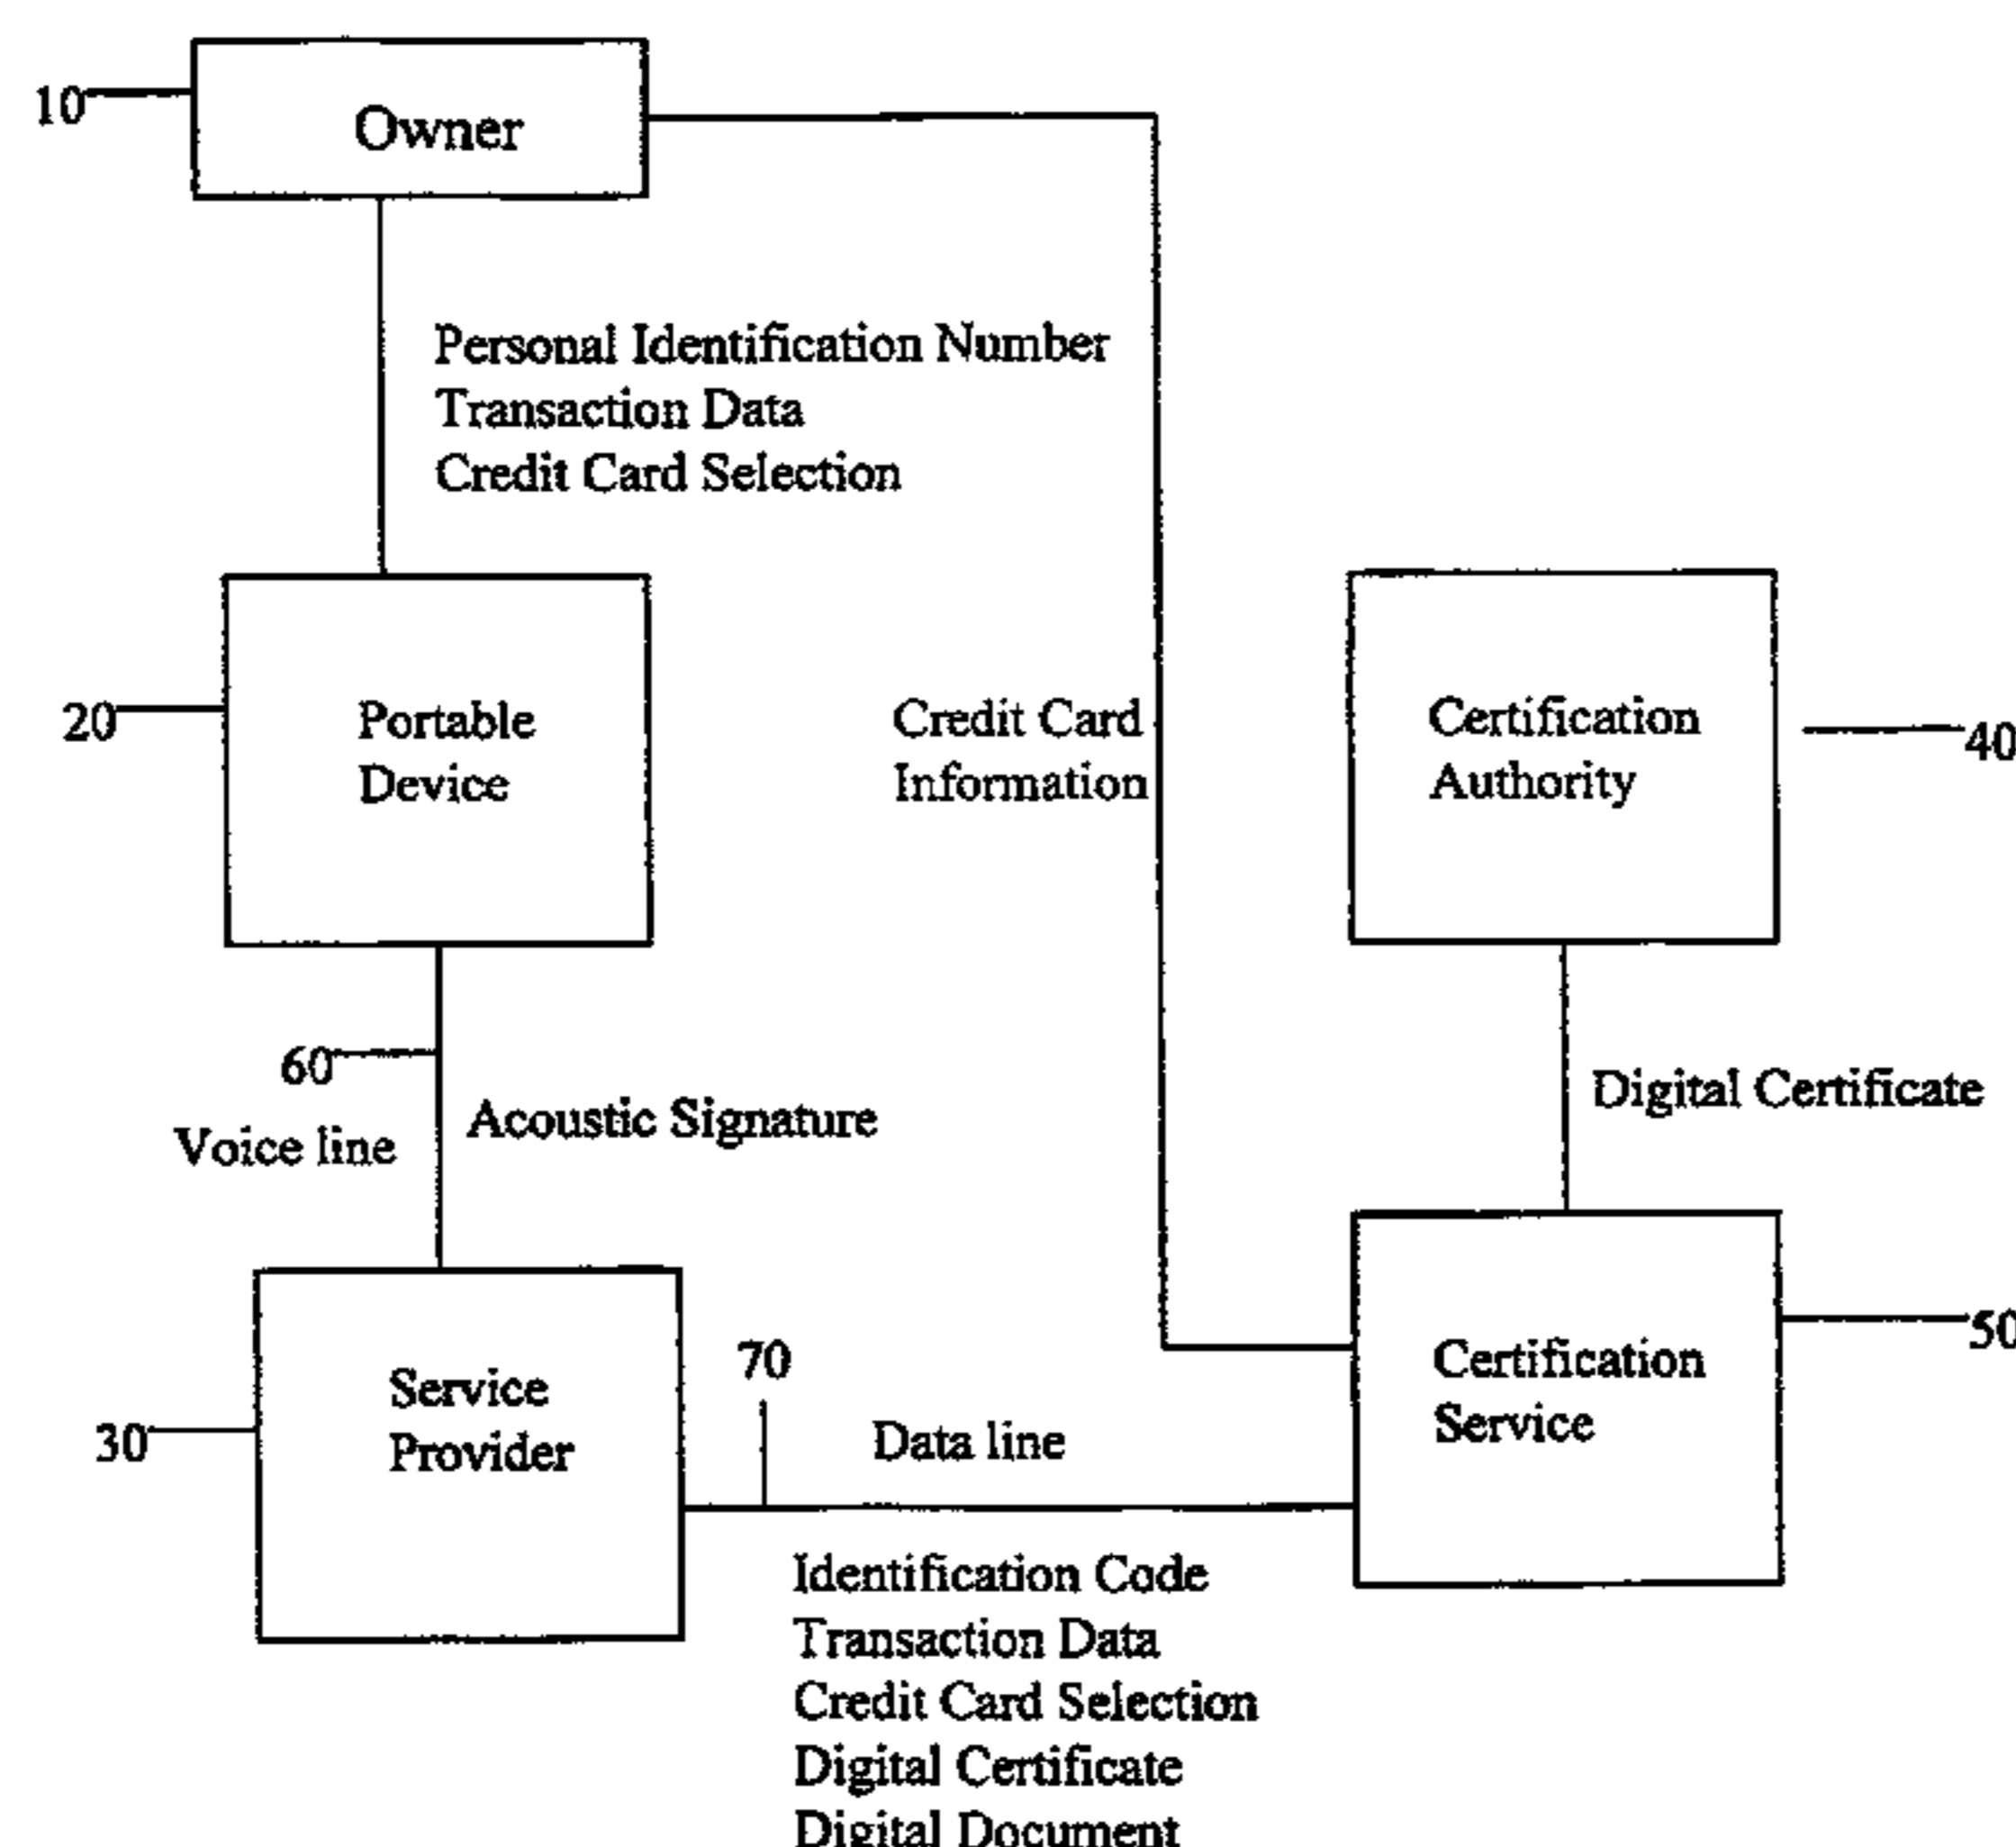 10
Owner
Personal Identification Number
Transaction Data
Credit Card Selection
20
Portable
Device
Credit Card
Information
Certification
Authority
40
60
Voice line
Acoustic Signature
Digital Certificate
30
Service
Provider
70
Data line
Certification
Service
50
Identification Code
Transaction Data
Credit Card Selection
Digital Certificate
Digital Document